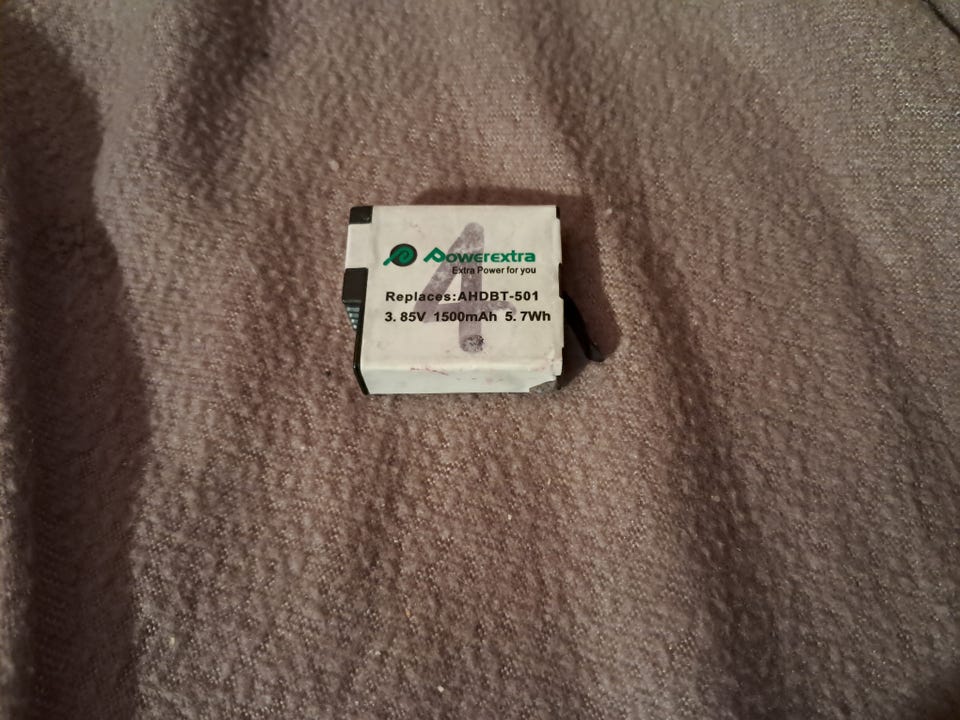 Powerextra
Extra Power for you
Replaces:AHDBT-501
3.85V 1500mAh 5.7Wh
4